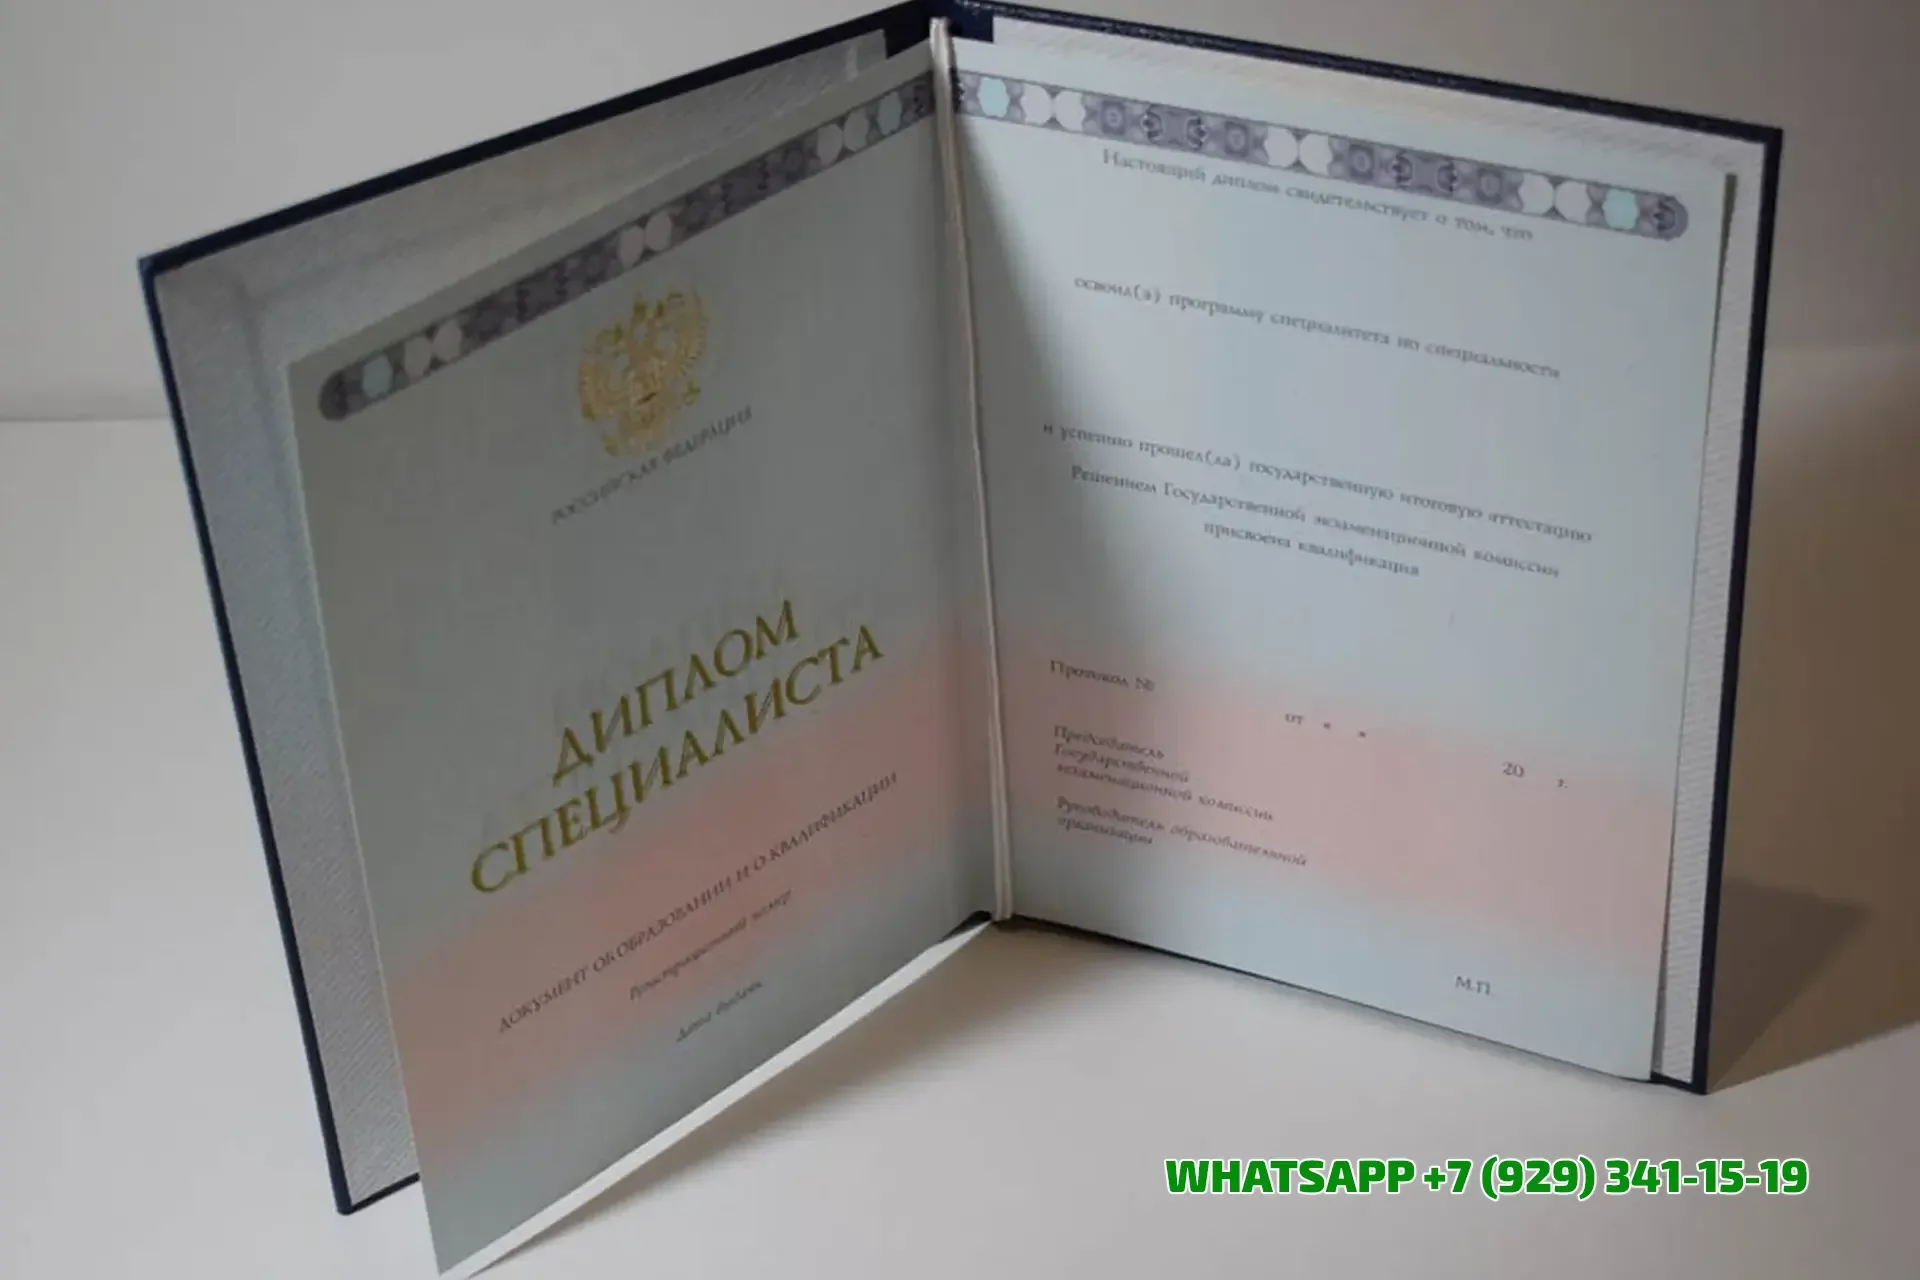 РОССИЙСКАЯ ФЕДЕРАЦИЯ
ДИПЛОМ
СПЕЦИАЛИСТА
ДОКУМЕНТ ОБ ОБРАЗОВАНИИ И О КВАЛИФИКАЦИИ
Регистрационный номер
Дата выдачи
Настоящий диплом свидетельствует о том, что
освоил(а) программу специалитета по специальности
и успешно прошел(ла) государственную итоговую аттестацию
Решением Государственной экзаменационной комиссии
присвоена квалификация
Протокол №
от « » 20 г.
Председатель
Государственной
экзаменационной комиссии
Руководитель образовательной
организации
М.П.
WHATSAPP +7 (929) 341-15-19